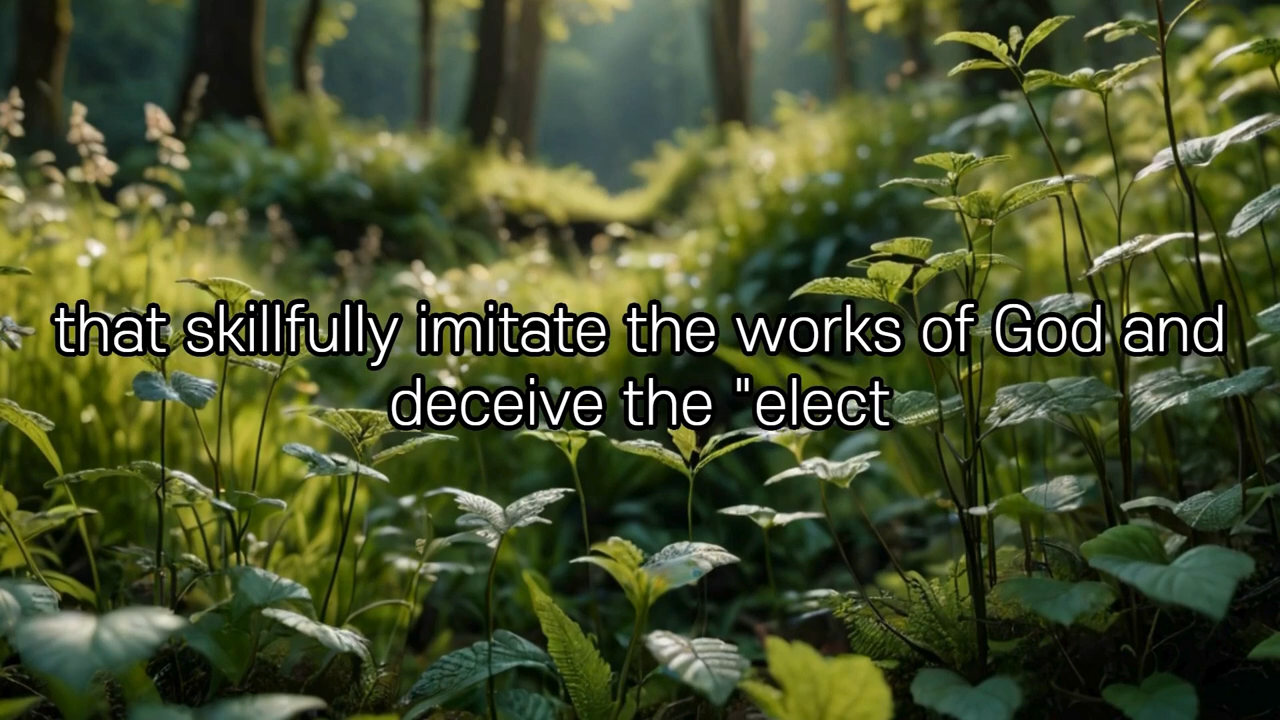 that skillfully imitate the works of God and
deceive the "elect